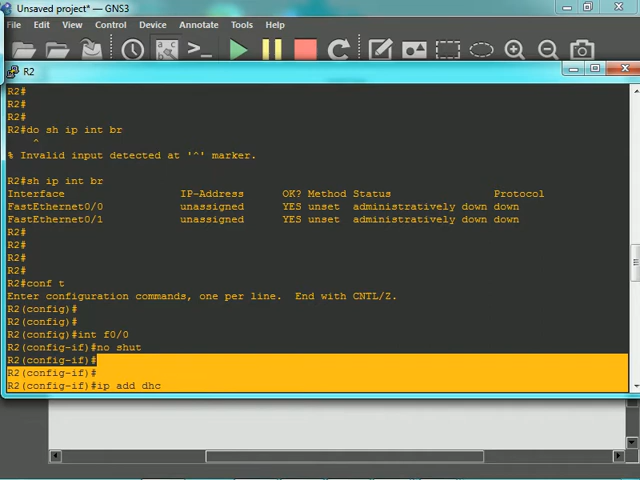 Unsaved project* — GNS3
File Edit View Control Device Annotate Tools Help
R2
R2#
R2#
R2#
R2#do sh ip int br
^
% Invalid input detected at '^' marker.
R2#sh ip int br
Interface IP-Address OK? Method Status Protocol
FastEthernet0/0 unassigned YES unset administratively down down
FastEthernet0/1 unassigned YES unset administratively down down
R2#
R2#
R2#
R2#conf t
Enter configuration commands, one per line. End with CNTL/Z.
R2(config)#
R2(config)#
R2(config)#int f0/0
R2(config-if)#no shut
R2(config-if)#
R2(config-if)#
R2(config-if)#ip add dhc